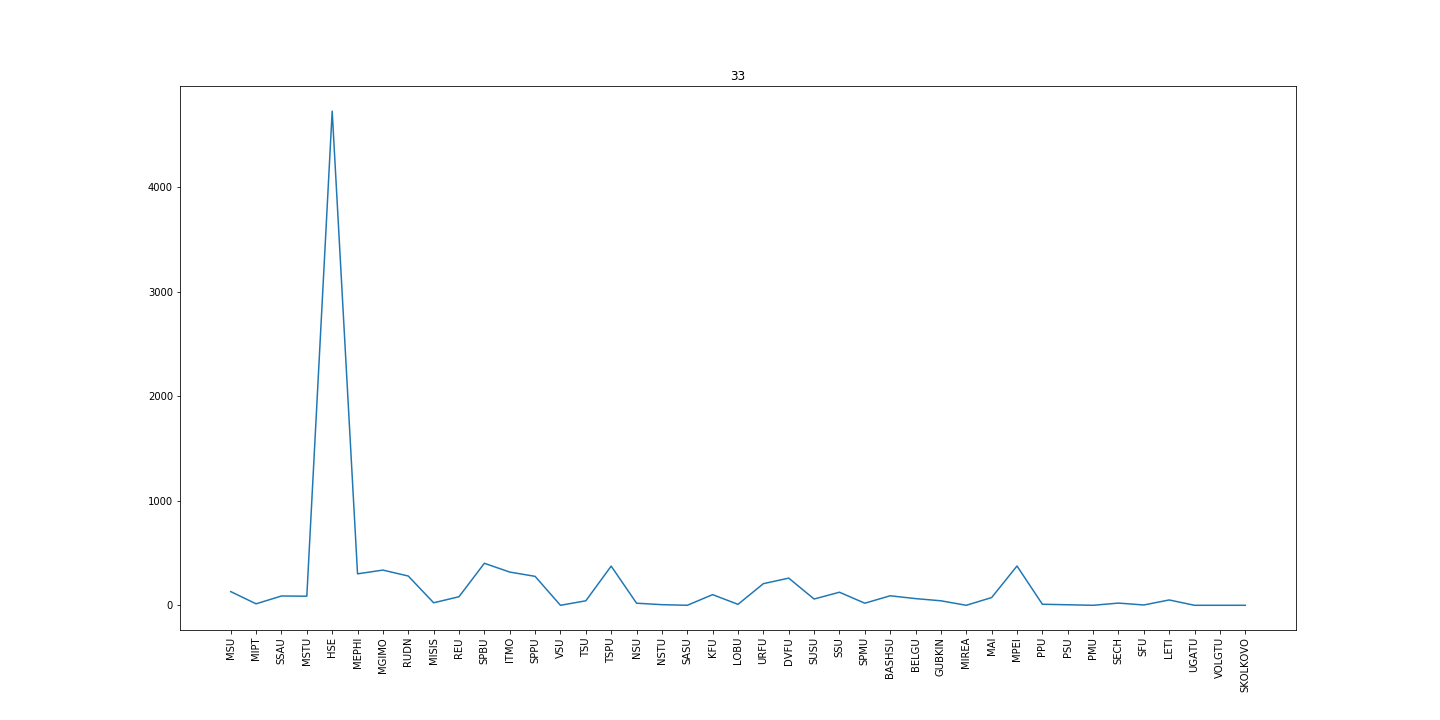 33
4000
3000
2000
1000
0
MSU
MIPT
SSAU
MSTU
HSE
MEPHI
MGIMO
RUDN
MISIS
REU
SPBU
ITMO
SPPU
VSU
TSU
TSPU
NSU
NSTU
SASU
KFU
LOBU
URFU
DVFU
SUSU
SSU
SPMU
BASHSU
BELGU
GUBKIN
MIREA
MAI
MPEI
PPU
PSU
PMU
SECH
SFU
LETI
UGATU
VOLGTU
SKOLKOVO